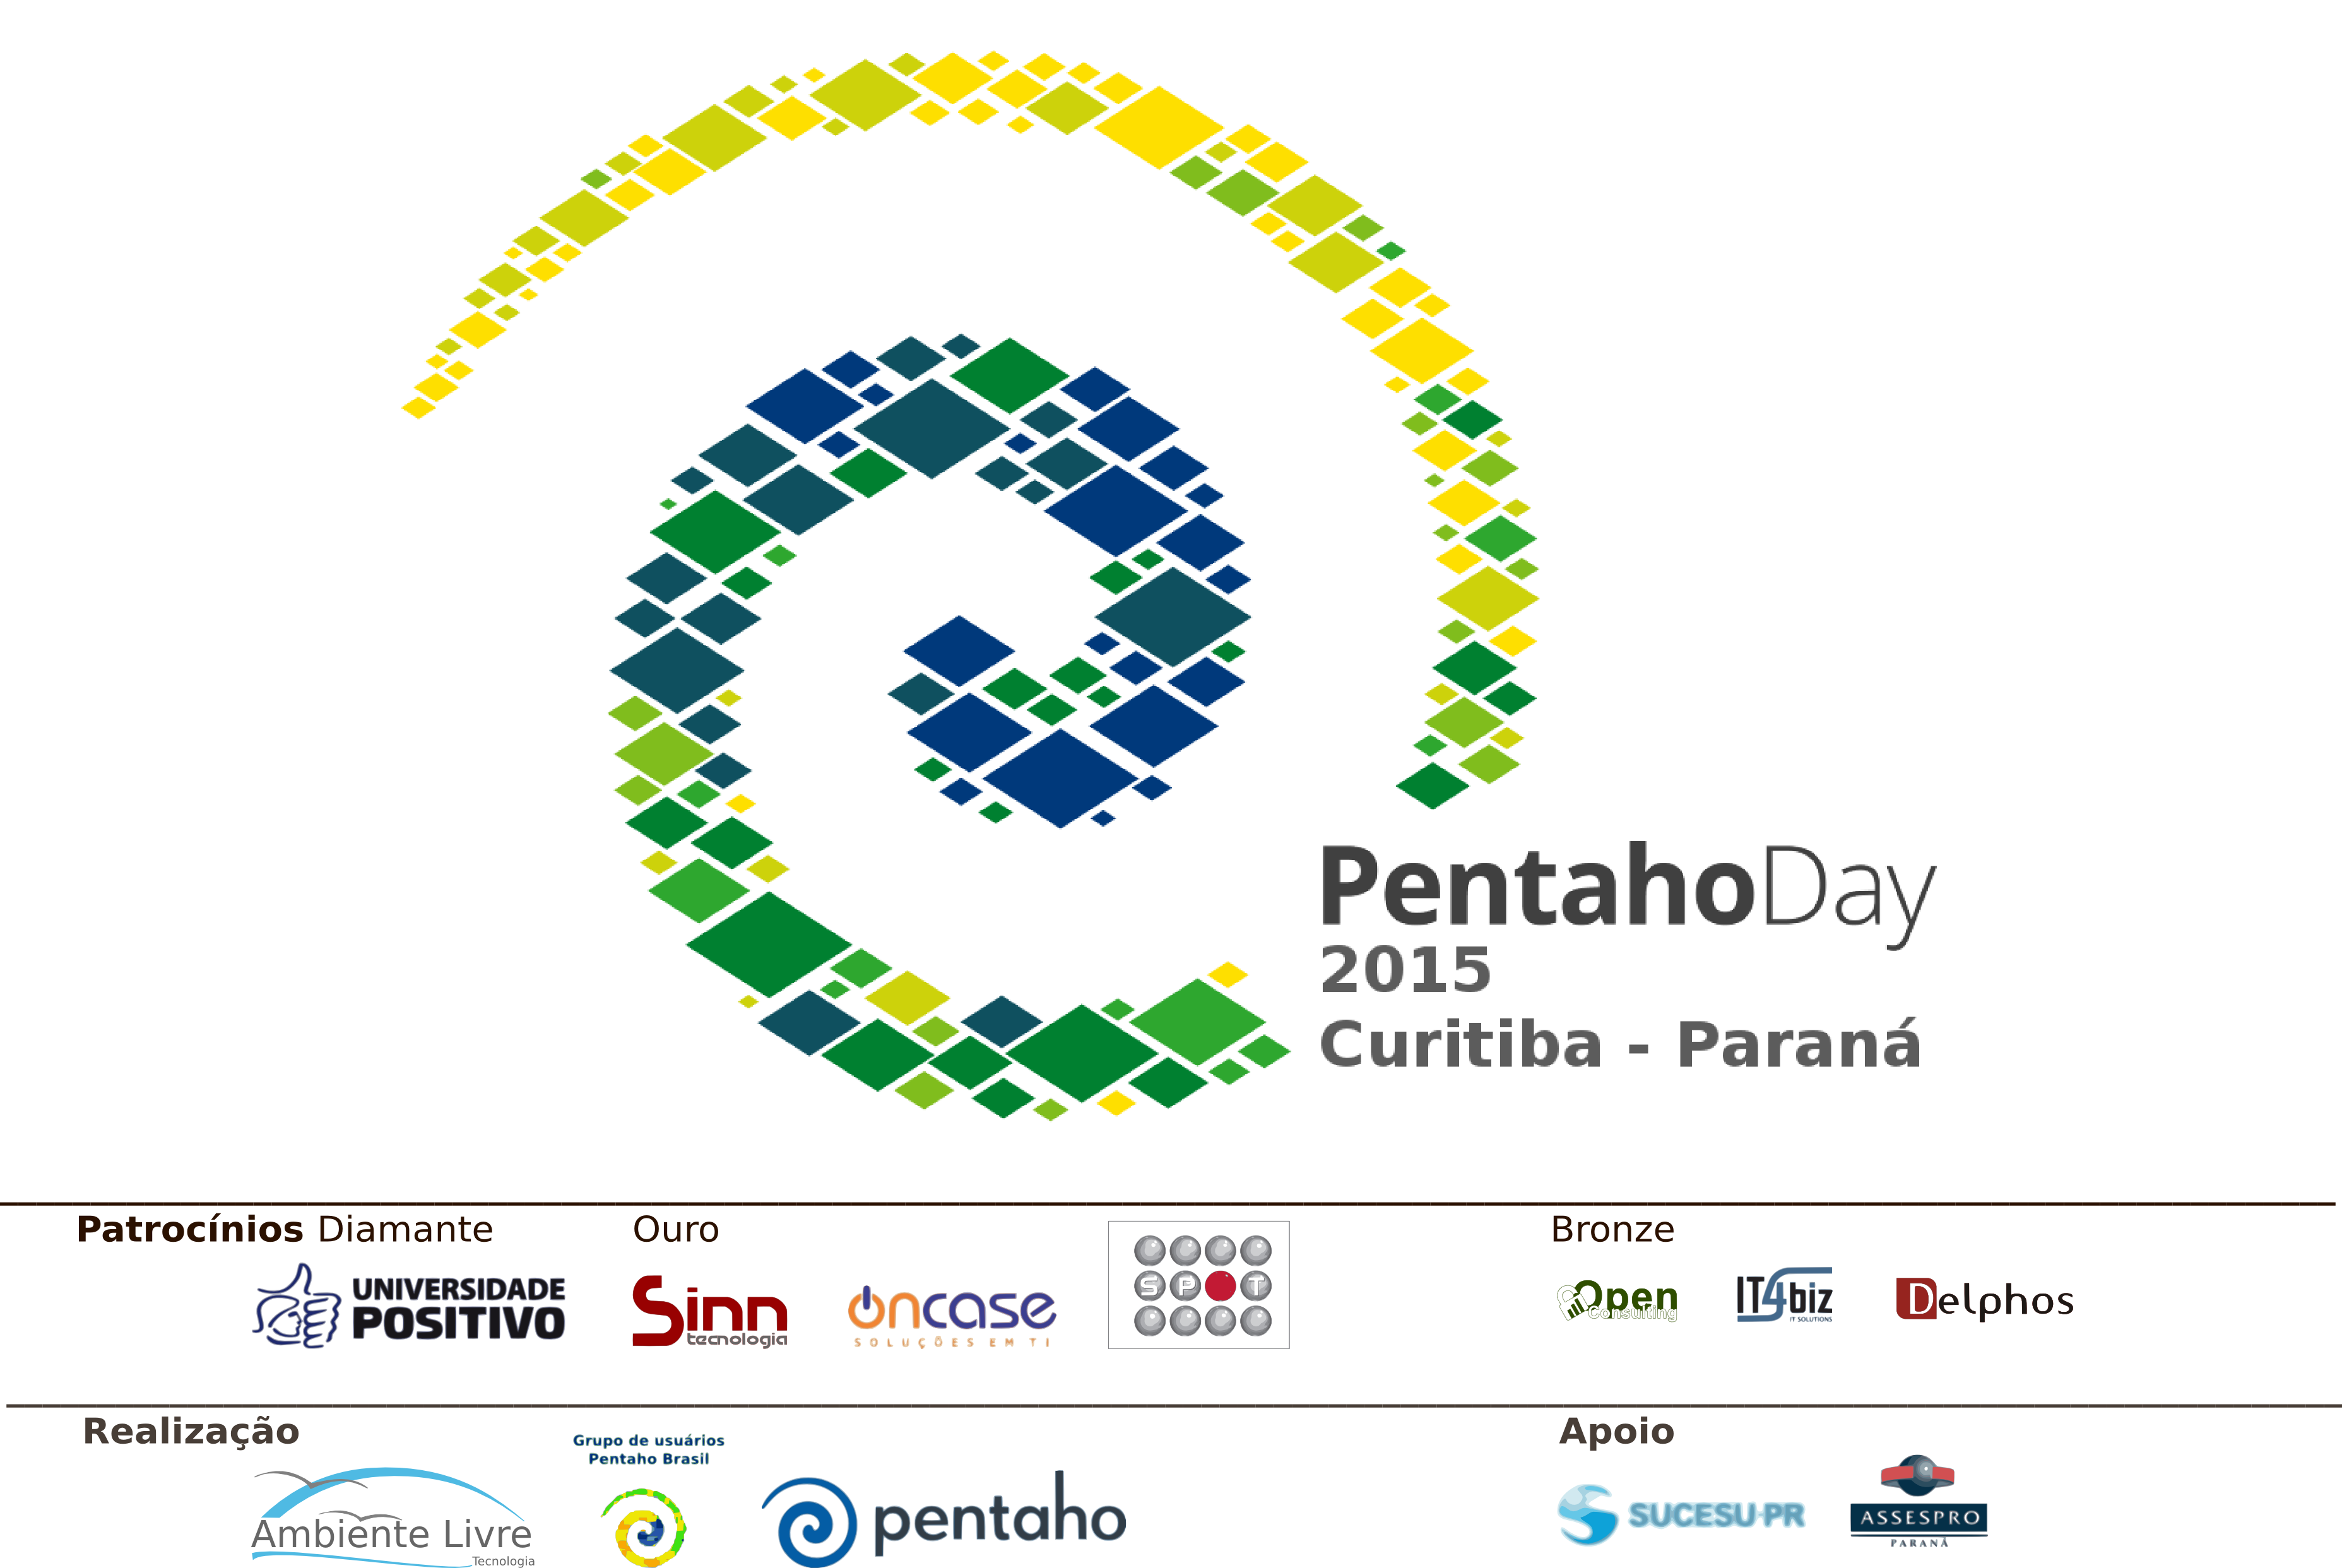 PentahoDay
2015
Curitiba - Paraná
Patrocínios Diamante
Ouro
Bronze
UNIVERSIDADE
POSITIVO
Sinn
tecnologia
oncase
SOLUÇÕES EM TI
SPOT
Open
Consulting
IT4biz
IT SOLUTIONS
Delphos
Realização
Apoio
Ambiente Livre
Tecnologia
Grupo de usuários
Pentaho Brasil
pentaho
SUCESU-PR
ASSESPRO
PARANÁ